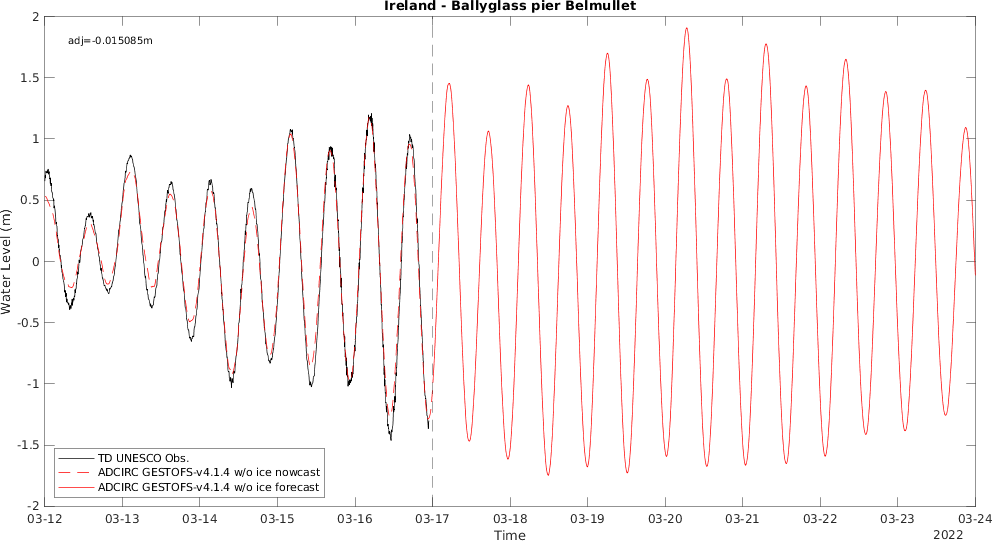 Ireland - Ballyglass pier Belmullet
adj=-0.015085m
2
1.5
1
0.5
0
-0.5
-1
-1.5
-2
Water Level (m)
TD UNESCO Obs.
ADCIRC GESTOFS-v4.1.4 w/o ice nowcast
ADCIRC GESTOFS-v4.1.4 w/o ice forecast
03-12 03-13 03-14 03-15 03-16 03-17 03-18 03-19 03-20 03-21 03-22 03-23 03-24
Time
2022